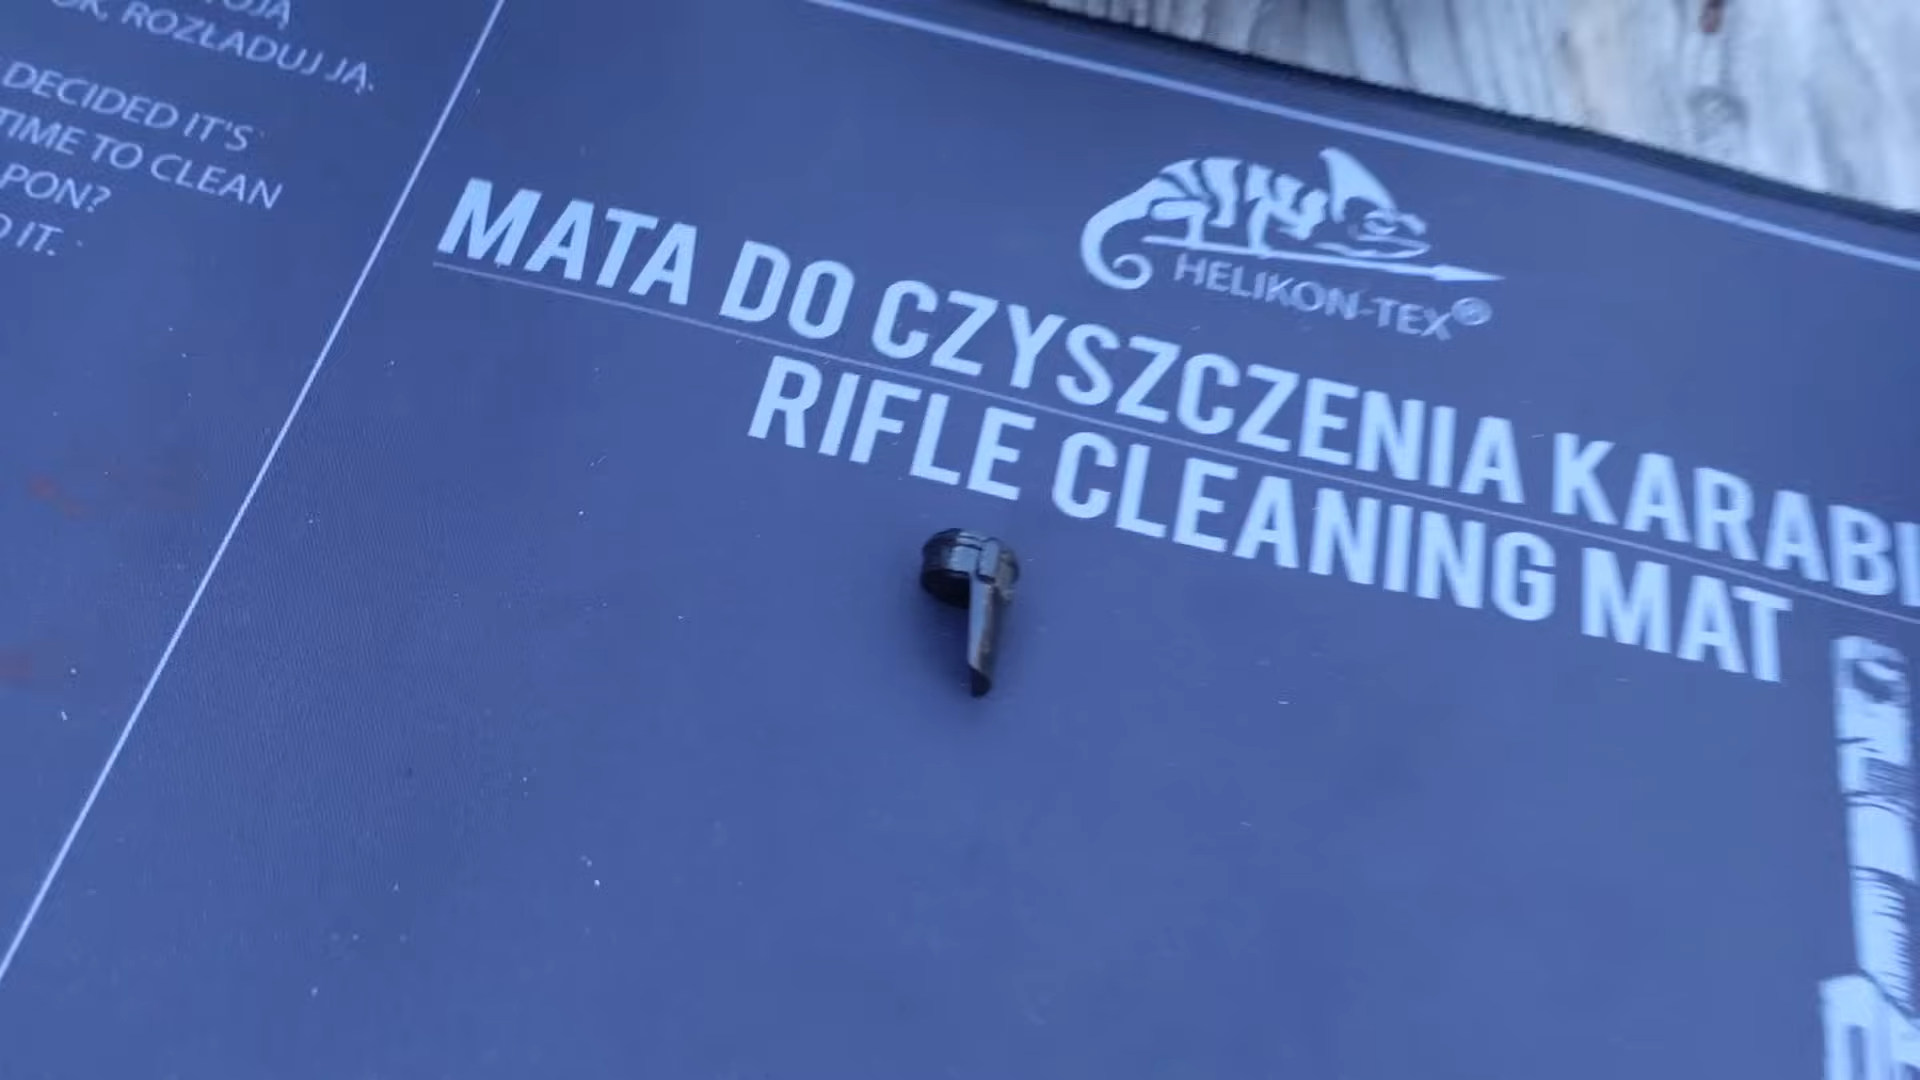 ROZŁADUJ JĄ.
DECIDED IT'S
TIME TO CLEAN
PON?
IT.
HELIKON-TEX®
MATA DO CZYSZCZENIA KARABI
RIFLE CLEANING MAT